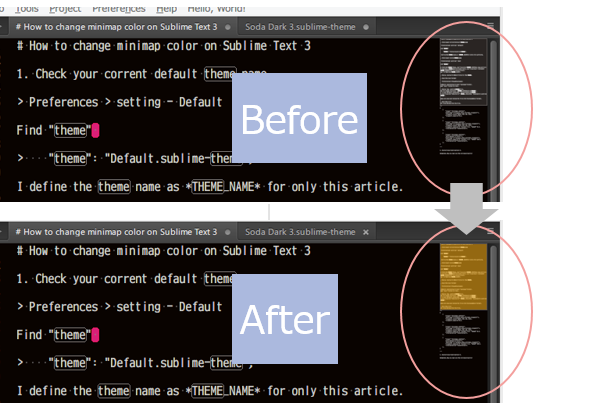 Tools Project Preferences Help Hello, World!
# How to change minimap color on Sublime Text 3 Soda Dark 3.sublime-theme
# How to change minimap color on Sublime Text 3
1. Check your corrent default theme name
> Preferences > setting - Default
Before
Find "theme"
> "theme": "Default.sublime-theme",
I define the theme name as *THEME_NAME* for only this article.
# How to change minimap color on Sublime Text 3 Soda Dark 3.sublime-theme
# How to change minimap color on Sublime Text 3
1. Check your corrent default theme
> Preferences > setting - Default
After
Find "theme"
> "theme": "Default.sublime-theme
I define the theme name as *THEME_NAME* for only this article.